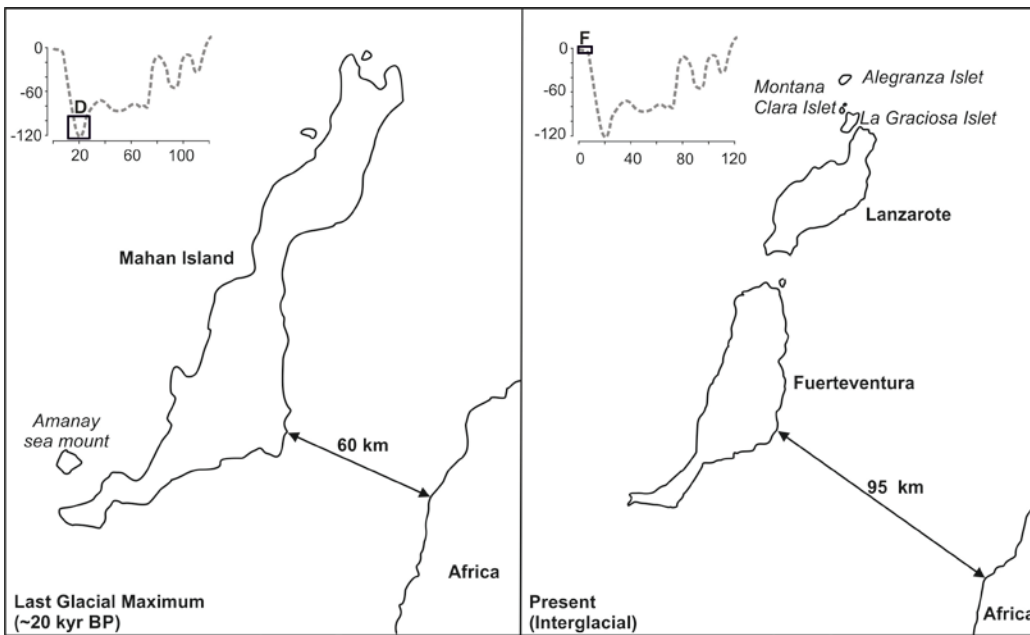 0
-60
-120
D
20
60
100
Mahan Island
Amanay
sea mount
60 km
Africa
Last Glacial Maximum
(~20 kyr BP)
F
0
-60
-120
0
40
80
120
Montana
Clara Islet
Alegranza Islet
La Graciosa Islet
Lanzarote
Fuerteventura
95 km
Africa
Present
(Interglacial)